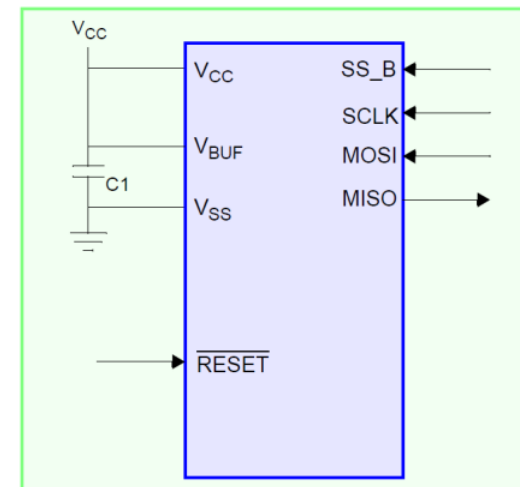 VCC
VCC
SS_B
SCLK
VBUF
MOSI
C1
VSS
MISO
RESET